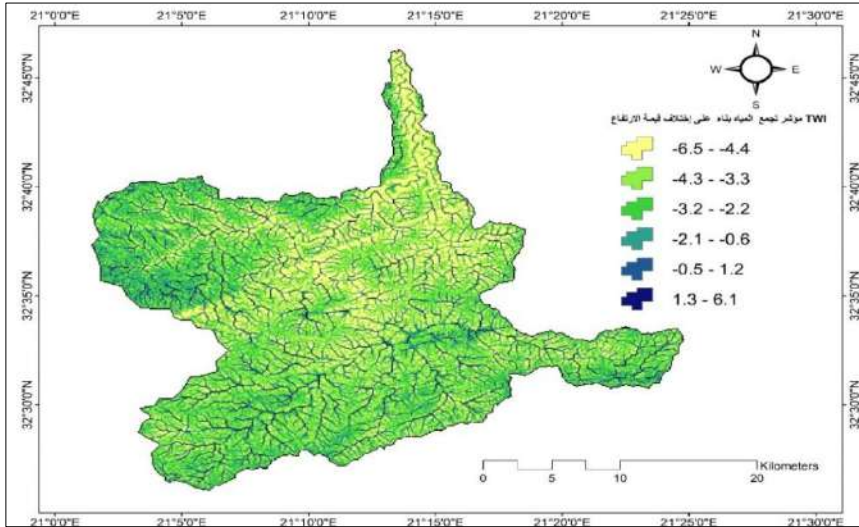 21°0'0"E 21°5'0"E 21°10'0"E 21°15'0"E 21°20'0"E 21°25'0"E 21°30'0"E
N
W E
S
TWI مؤشر تجمع المياه بناء على إختلاف قيمة الارتفاع
-6.5 - -4.4
-4.3 - -3.3
-3.2 - -2.2
-2.1 - -0.6
-0.5 - 1.2
1.3 - 6.1
32°45'0"N 32°45'0"N
32°40'0"N 32°40'0"N
32°35'0"N 32°35'0"N
32°30'0"N 32°30'0"N
Kilometers
0 5 10 20
21°0'0"E 21°5'0"E 21°10'0"E 21°15'0"E 21°20'0"E 21°25'0"E 21°30'0"E